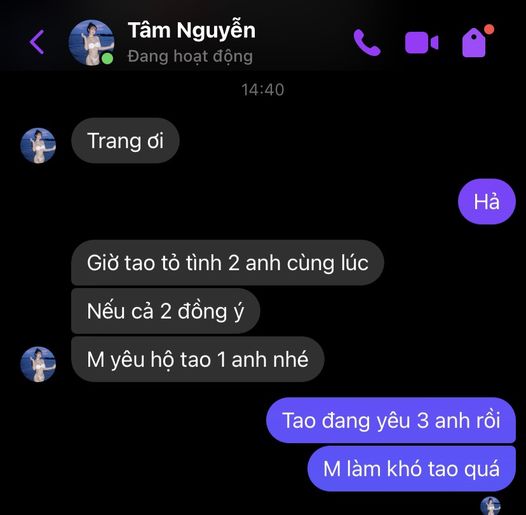 Tâm Nguyễn
Đang hoạt động
14:40
Trang ơi
Hả
Giờ tao tỏ tình 2 anh cùng lúc
Nếu cả 2 đồng ý
M yêu hộ tao 1 anh nhé
Tao đang yêu 3 anh rồi
M làm khó tao quá